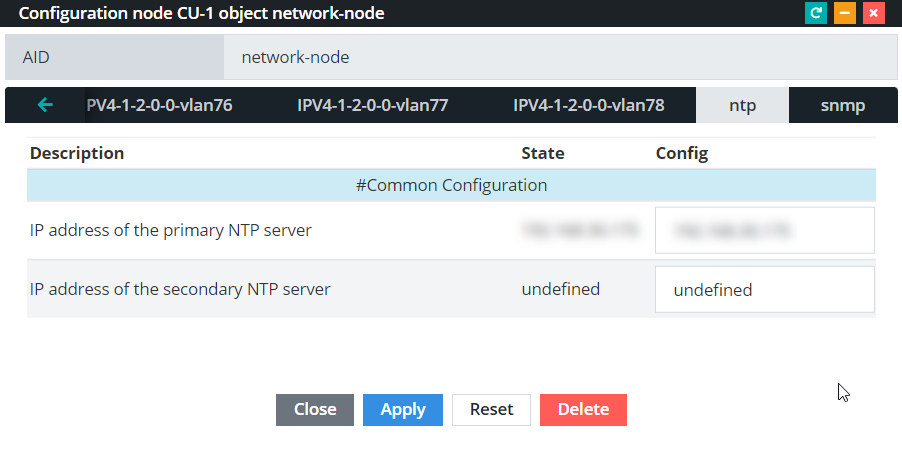 Configuration node CU-1 object network-node
AID network-node
PV4-1-2-0-0-vlan76 IPV4-1-2-0-0-vlan77 IPV4-1-2-0-0-vlan78 ntp snmp
Description State Config
#Common Configuration
IP address of the primary NTP server
IP address of the secondary NTP server undefined undefined
Close Apply Reset Delete